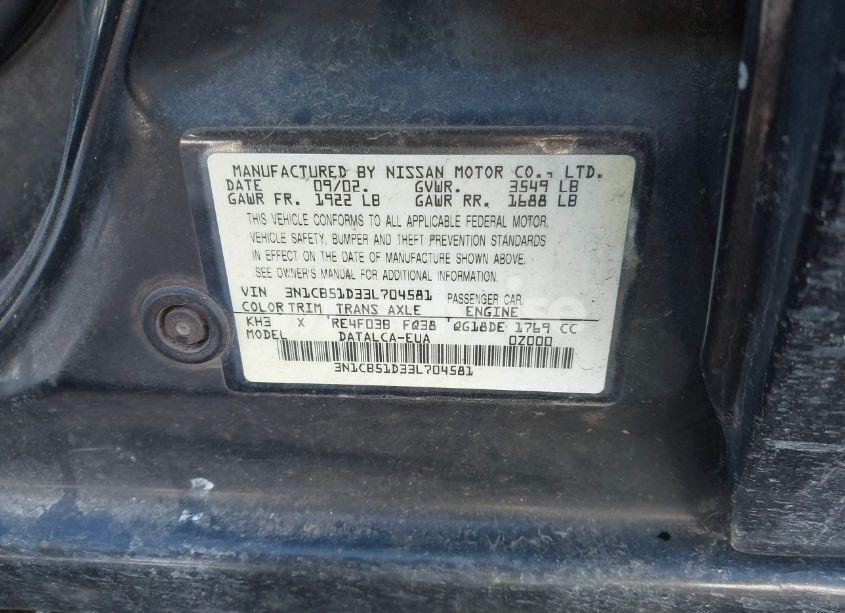 MANUFACTURED BY NISSAN MOTOR CO., LTD.
DATE 09/02. GVWR. 3549 LB
GAWR FR. 1922 LB GAWR RR. 1688 LB
THIS VEHICLE CONFORMS TO ALL APPLICABLE FEDERAL MOTOR.
VEHICLE SAFETY, BUMPER AND THEFT PREVENTION STANDARDS
IN EFFECT ON THE DATE OF MANUFACTURE SHOWN ABOVE.
SEE OWNER'S MANUAL FOR ADDITIONAL INFORMATION.
VIN 3N1CB51D33L704581 PASSENGER CAR.
COLOR TRIM TRANS AXLE ENGINE
KH3 X RE4F03B FQ38 QG18DE 1769 CC
MODEL DATALCA-EUA 0Z000
3N1CB51D33L704581